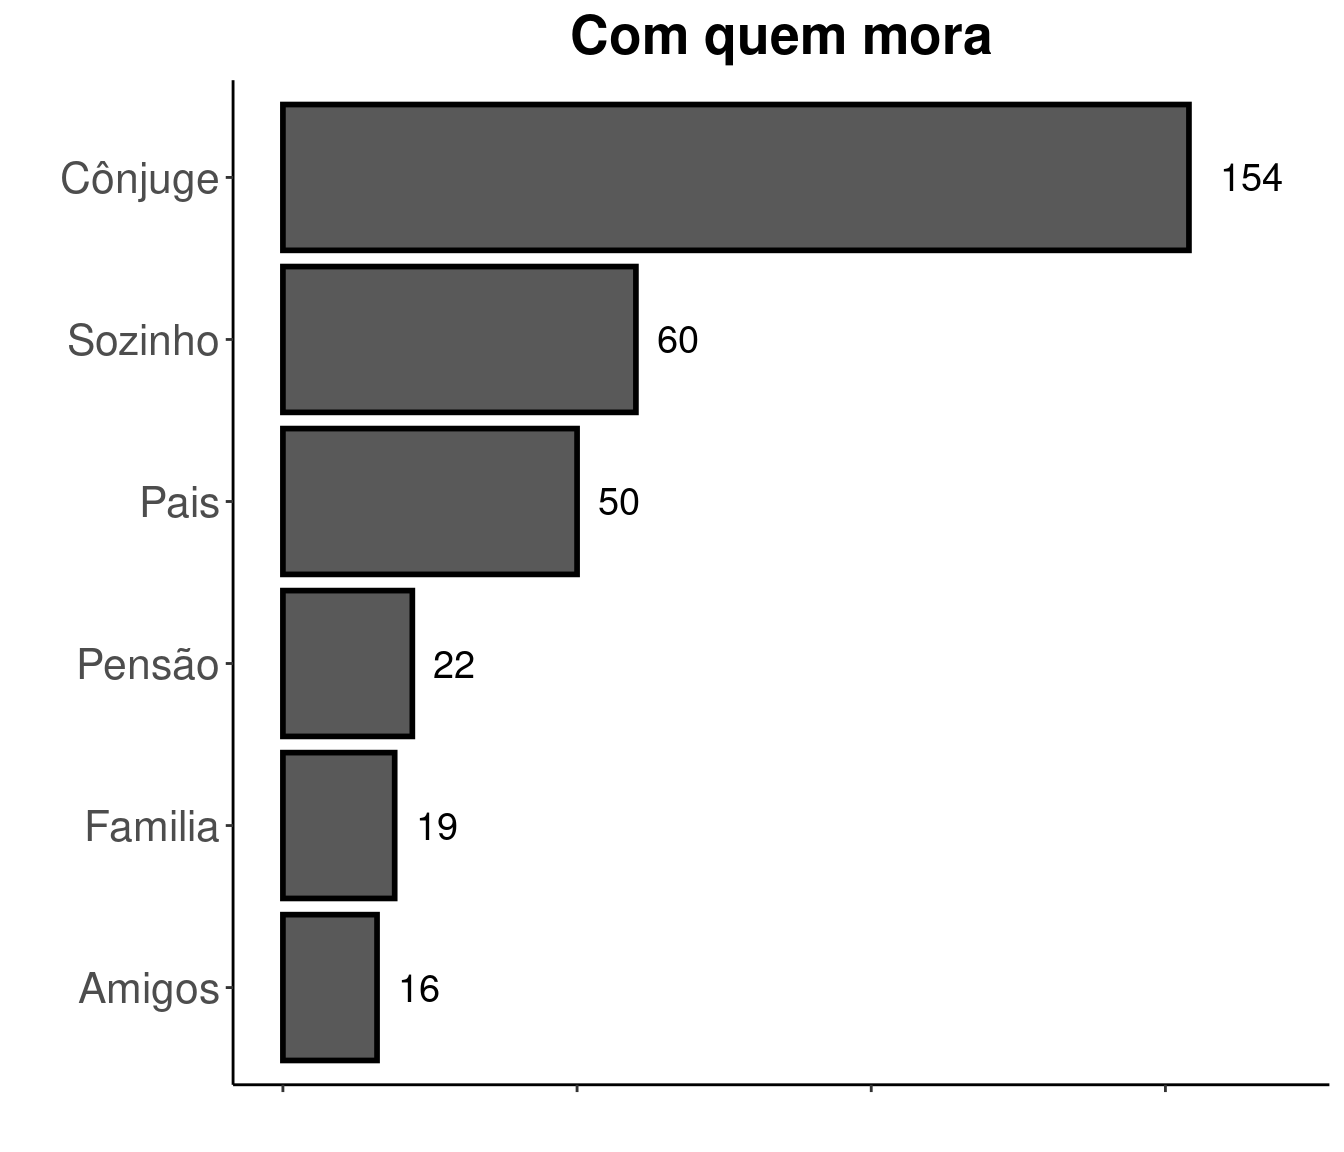 Com quem mora
Cônjuge 154
Sozinho 60
Pais 50
Pensão 22
Familia 19
Amigos 16